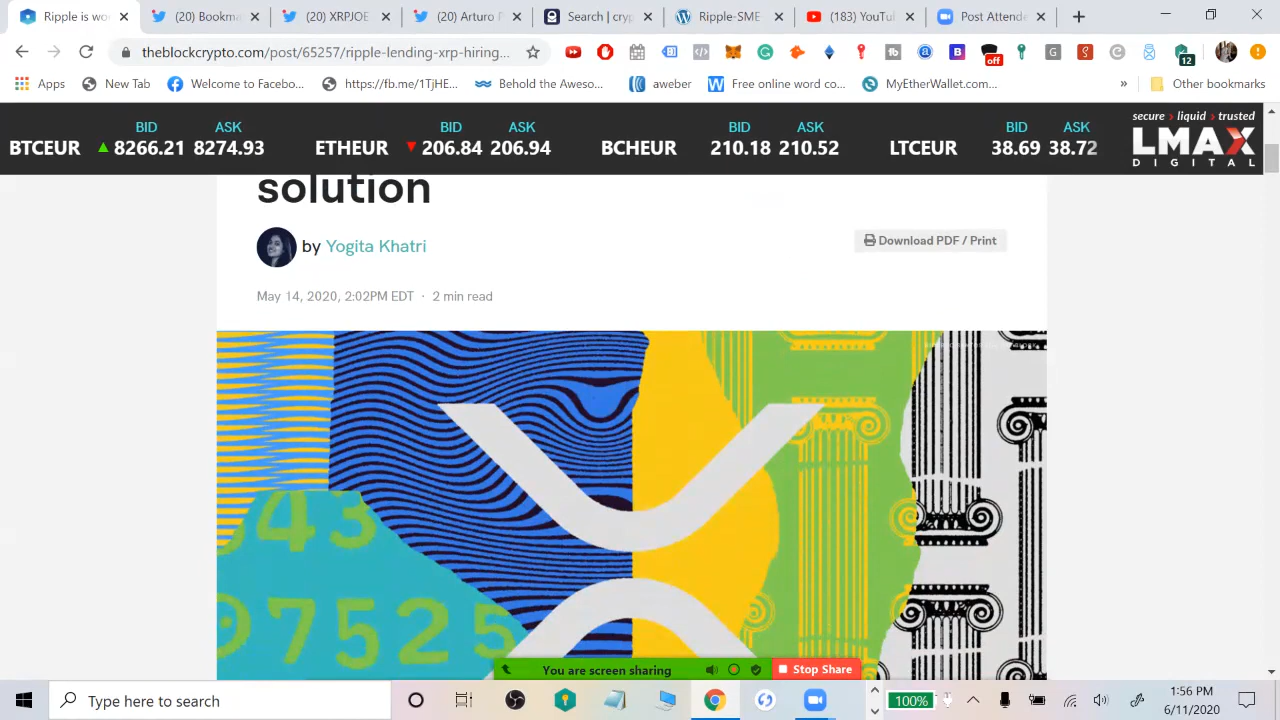 Ripple is wo
(20) Bookma
(20) XRPJOE
(20) Arturo P
Search | cryp
Ripple-SME
(183) YouTu
Post Attende
theblockcrypto.com/post/65257/ripple-lending-xrp-hiring...
off
12
Apps
New Tab
Welcome to Facebo...
https://fb.me/1TjHE...
Behold the Aweso...
aweber
Free online word co...
MyEtherWallet.com...
»
Other bookmarks
BID ASK
BTCEUR 8266.21 8274.93
BID ASK
ETHEUR 206.84 206.94
BID ASK
BCHEUR 210.18 210.52
BID ASK
LTCEUR 38.69 38.72
secure › liquid › trusted
LMAX
DIGITAL
solution
by Yogita Khatri
Download PDF / Print
May 14, 2020, 2:02PM EDT · 2 min read
43
97525
You are screen sharing
Stop Share
Type here to search
100%
1:56 PM
6/11/2020